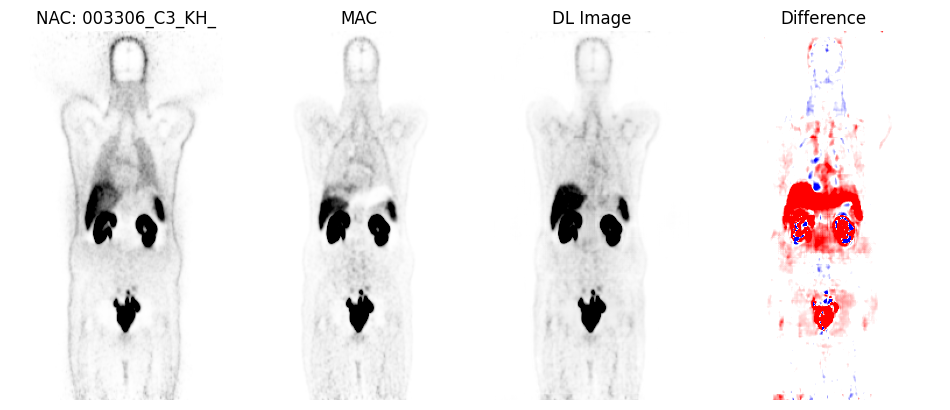 NAC: 003306_C3_KH_
MAC
DL Image
Difference